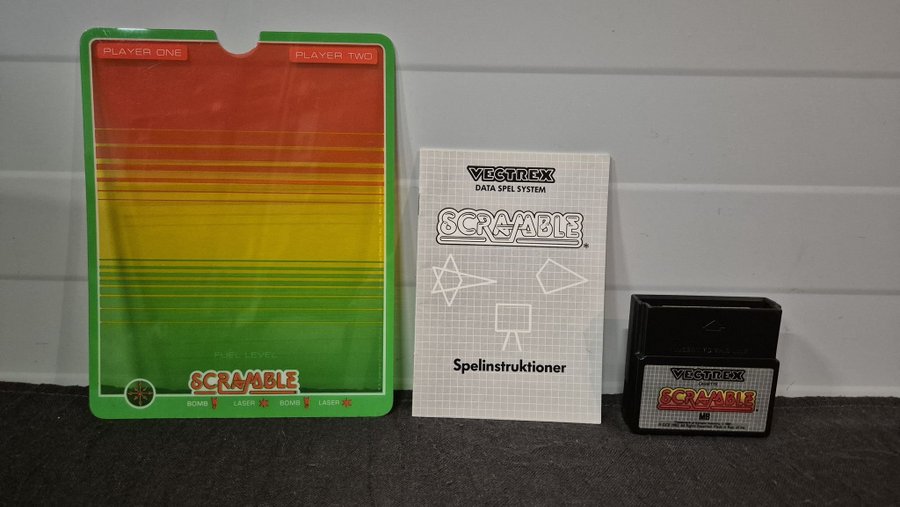 PLAYER ONE
PLAYER TWO
FUEL LEVEL
SCRAMBLE
BOMB LASER BOMB LASER
VECTREX
DATA SPEL SYSTEM
SCRAMBLE
Spelinstruktioner
VECTREX
SCRAMBLE
MB